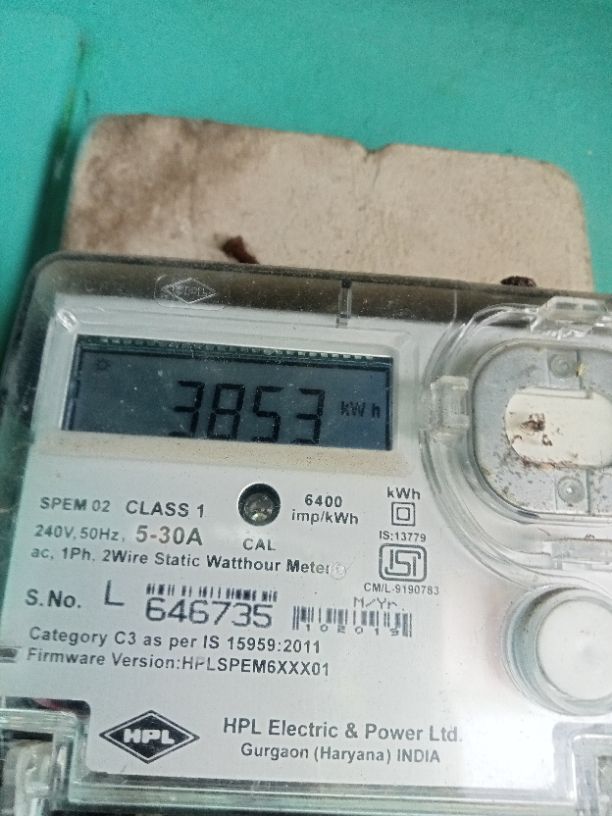 3853 kWh
SPEM 02 CLASS 1
6400
imp/kWh
kWh
240V, 50Hz, 5-30A
CAL
IS:13779
ac, 1Ph, 2Wire Static Watthour Meter
ISI
CM/L-9190783
S.No. L 646735
M/Yr
102019
Category C3 as per IS 15959:2011
Firmware Version:HPLSPEM6XXX01
HPL
HPL Electric & Power Ltd.
Gurgaon (Haryana) INDIA